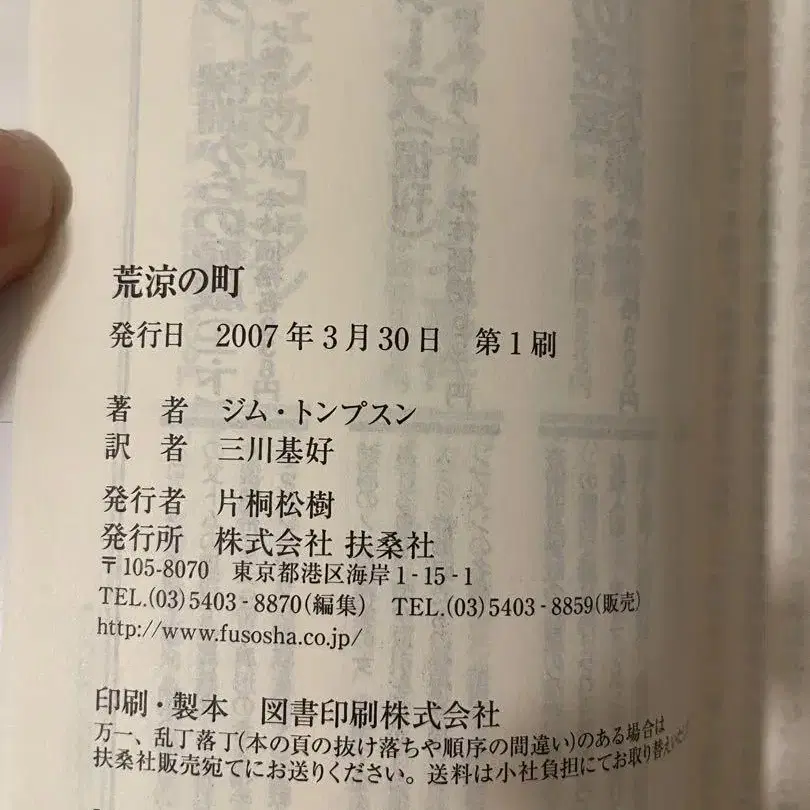 荒涼の町
発行日　2007年3月30日　第1刷
著　者　ジム・トンプスン
訳　者　三川基好
発行者　片桐松樹
発行所　株式会社 扶桑社
〒105-8070　東京都港区海岸1-15-1
TEL.(03)5403-8870(編集)　TEL.(03)5403-8859(販売)
http://www.fusosha.co.jp/
印刷・製本　図書印刷株式会社
万一、乱丁落丁(本の頁の抜け落ちや順序の間違い)のある場合は
扶桑社販売宛てにお送りください。送料は小社負担にてお取り替えいたし